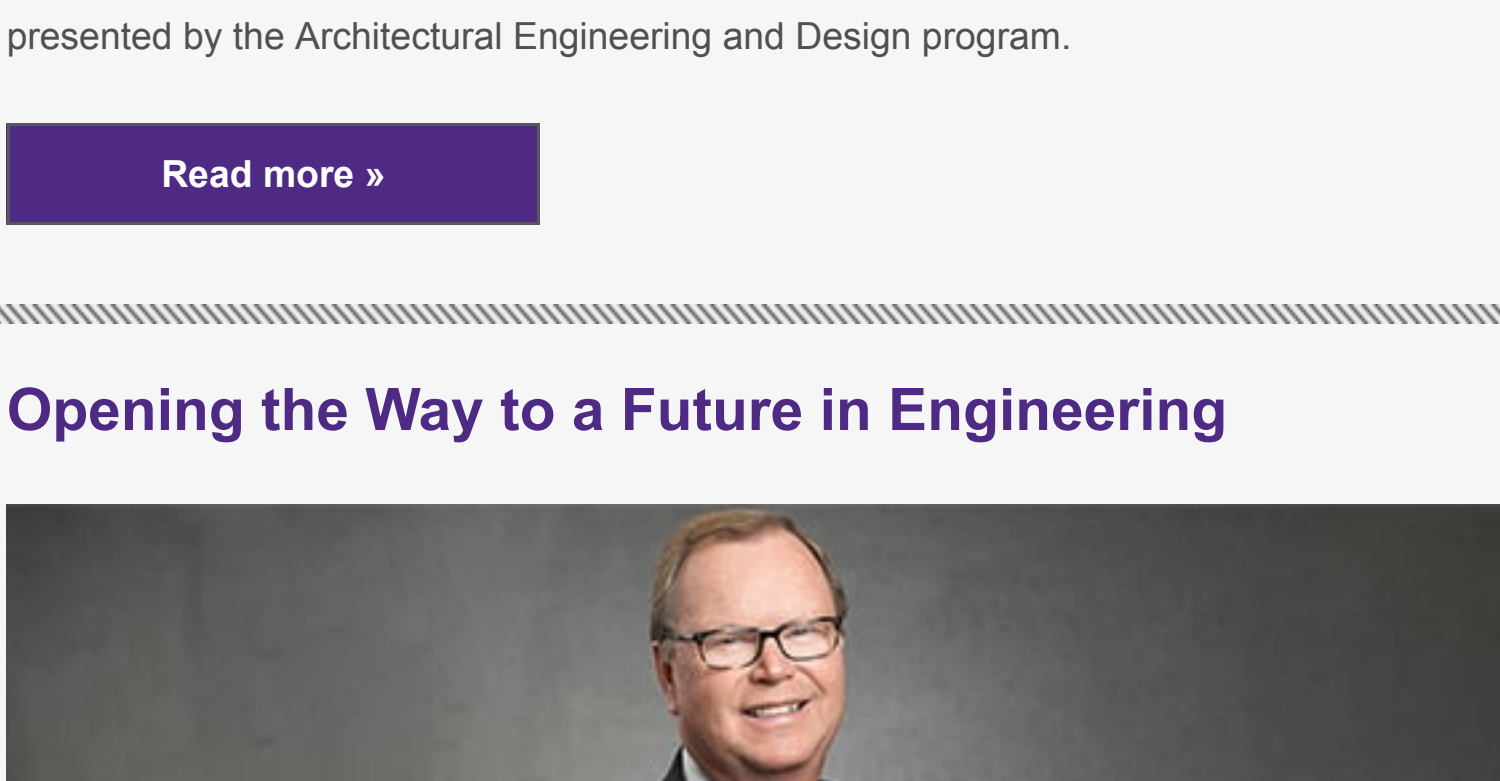 presented by the Architectural Engineering and Design program.
Read more »
Opening the Way to a Future in Engineering